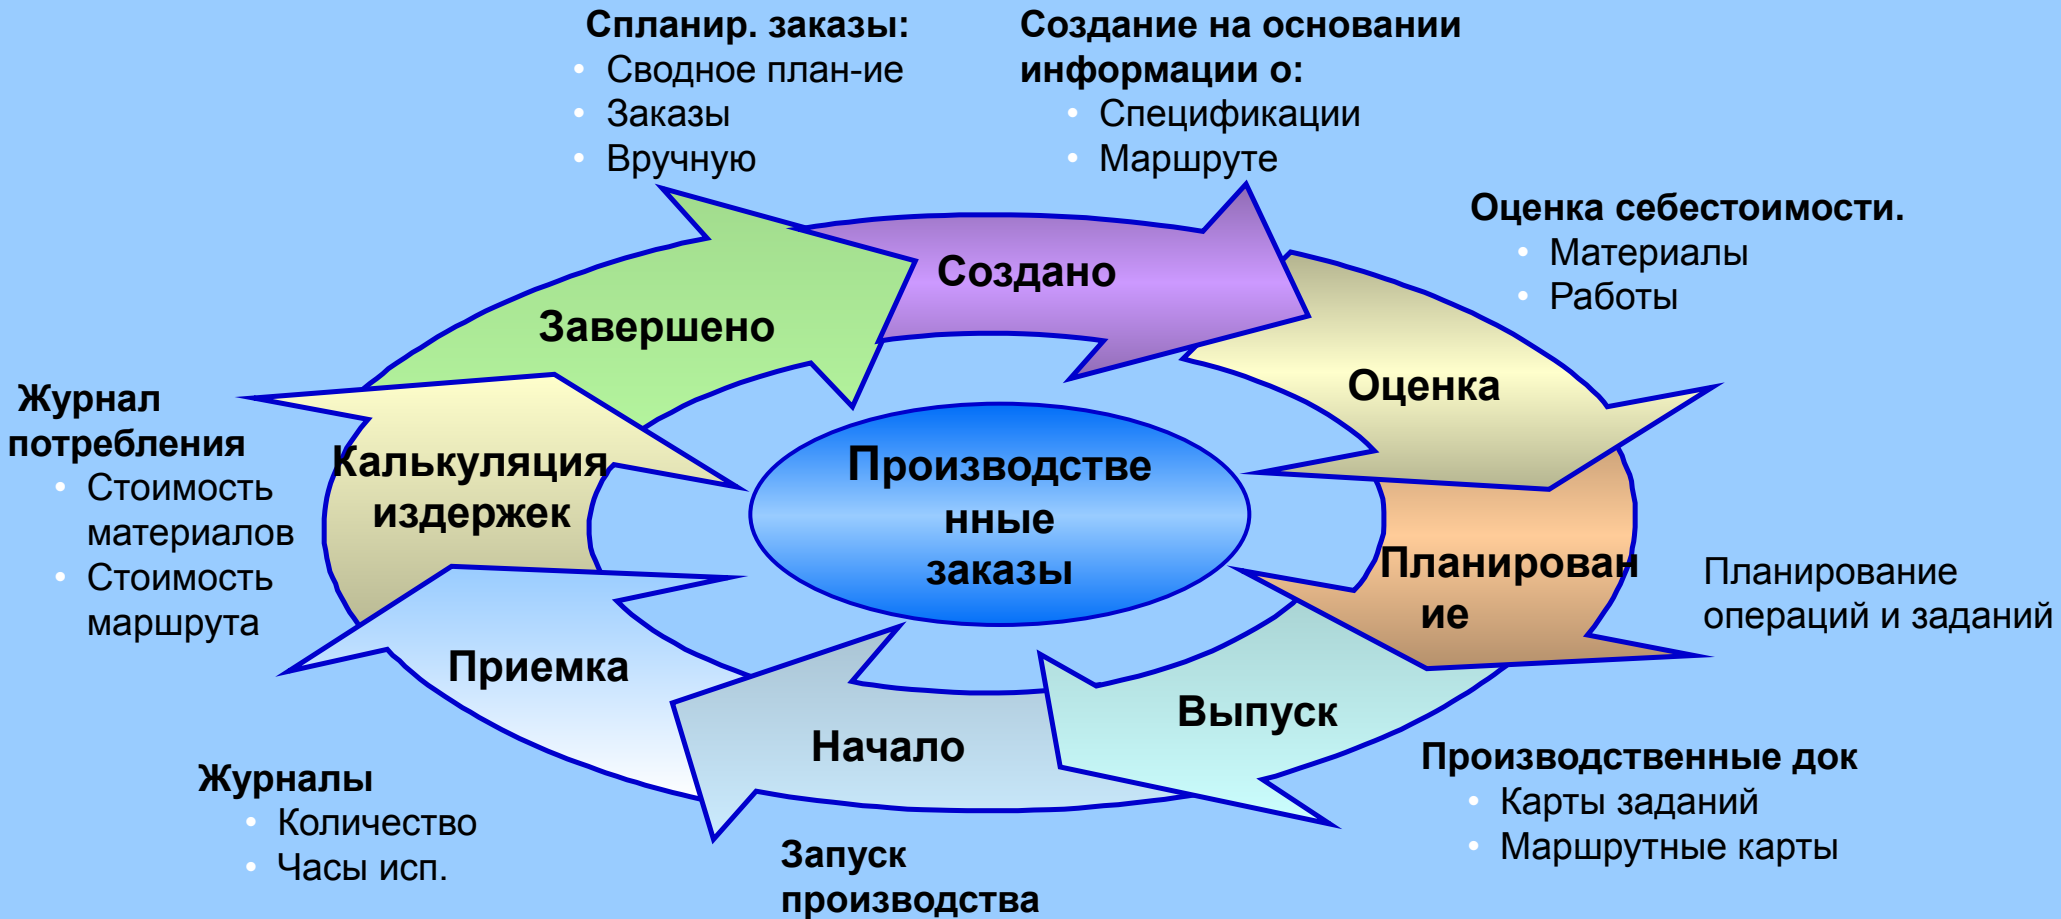 Спланир. заказы:
• Сводное план-ие
• Заказы
• Вручную
Создание на основании
информации о:
• Спецификации
• Маршруте
Оценка себестоимости.
• Материалы
• Работы
Создано
Завершено
Оценка
Журнал
потребления
• Стоимость
материалов
• Стоимость
маршрута
Калькуляция
издержек
Производстве
нные
заказы
Планирован
ие
Планирование
операций и заданий
Приемка
Начало
Выпуск
Журналы
• Количество
• Часы исп.
Запуск
производства
Производственные док
• Карты заданий
• Маршрутные карты